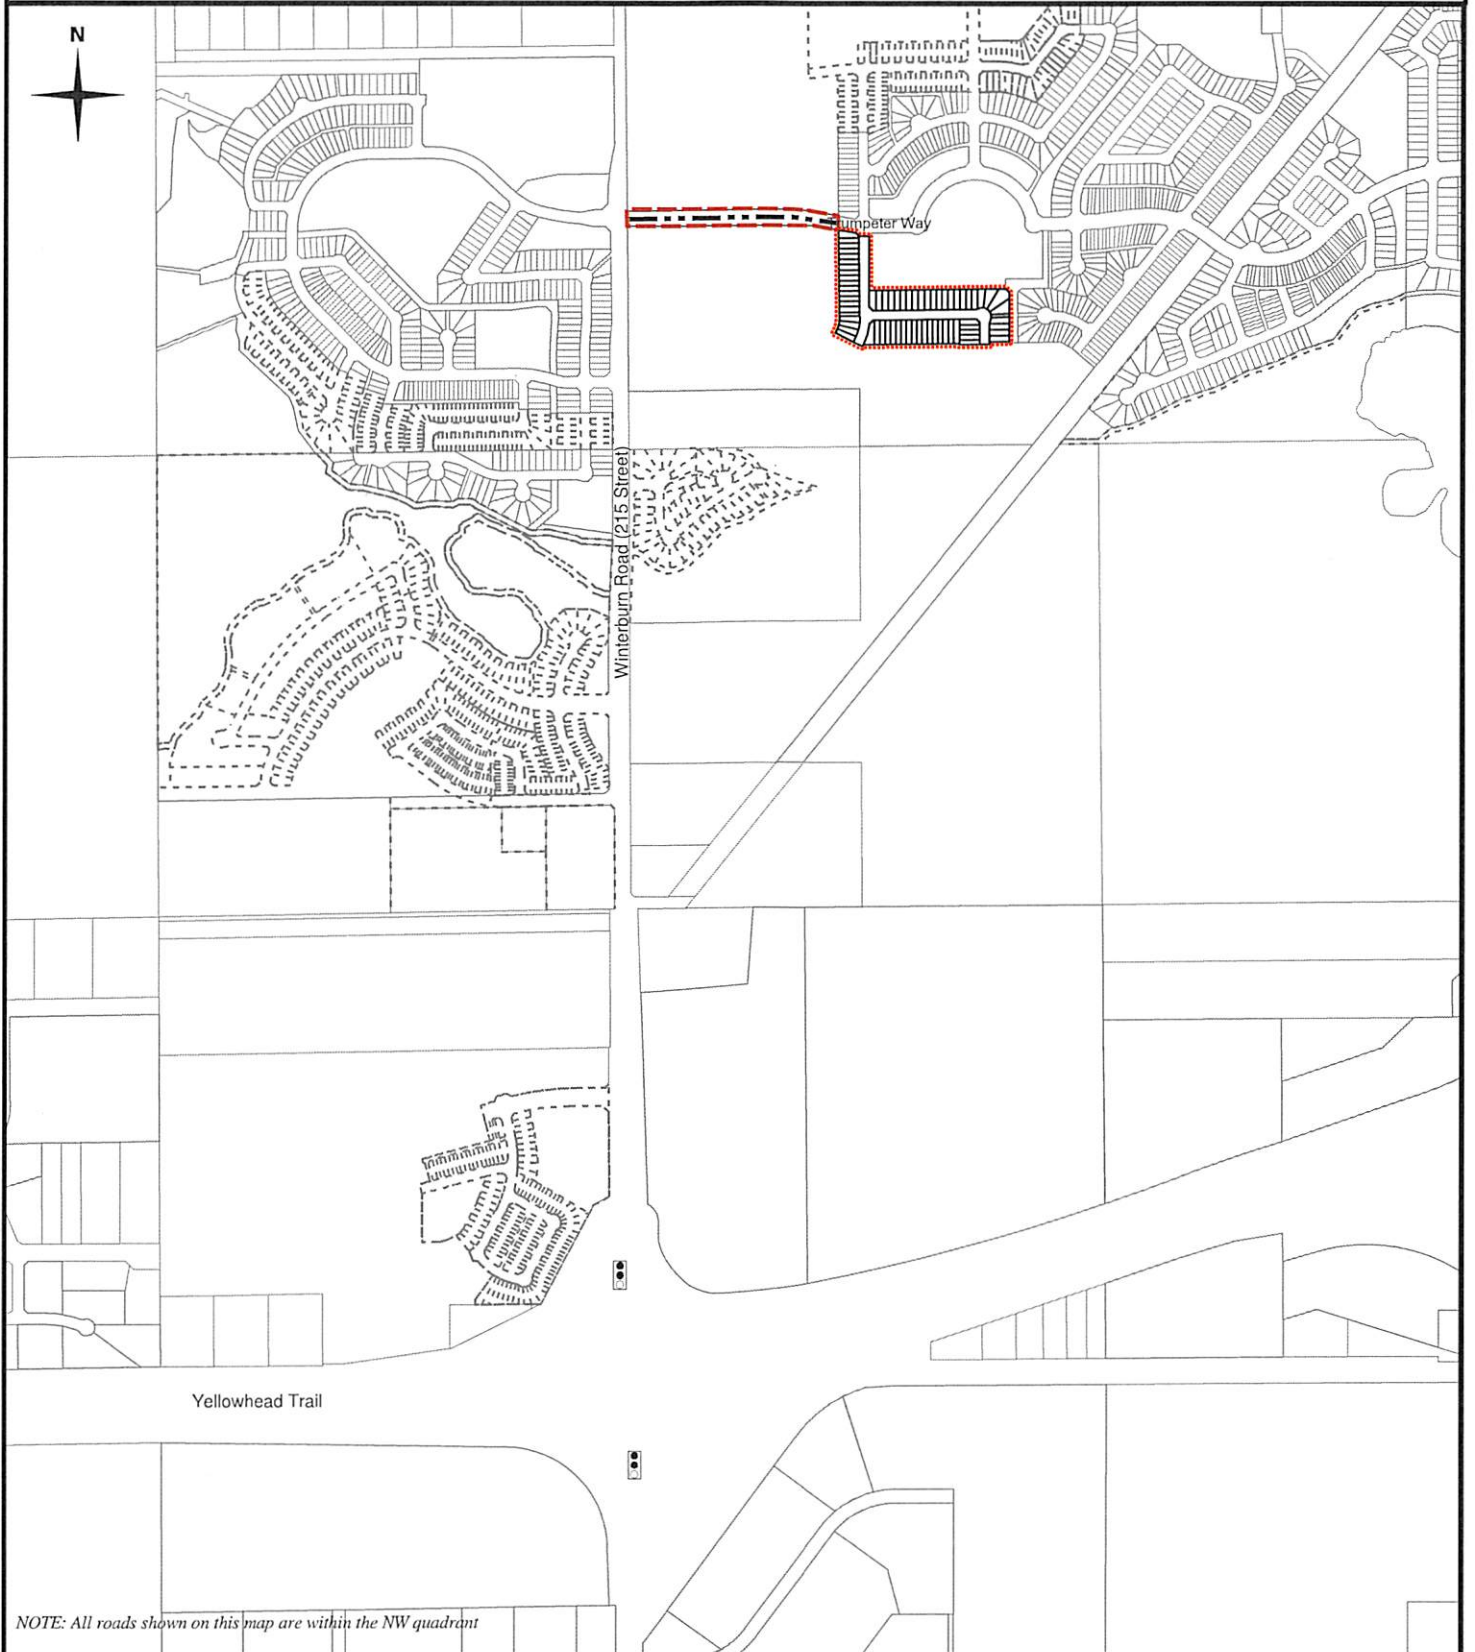 N
Trumpeter Way
Winterburn Road (215 Street)
Yellowhead Trail
NOTE: All roads shown on this map are within the NW quadrant